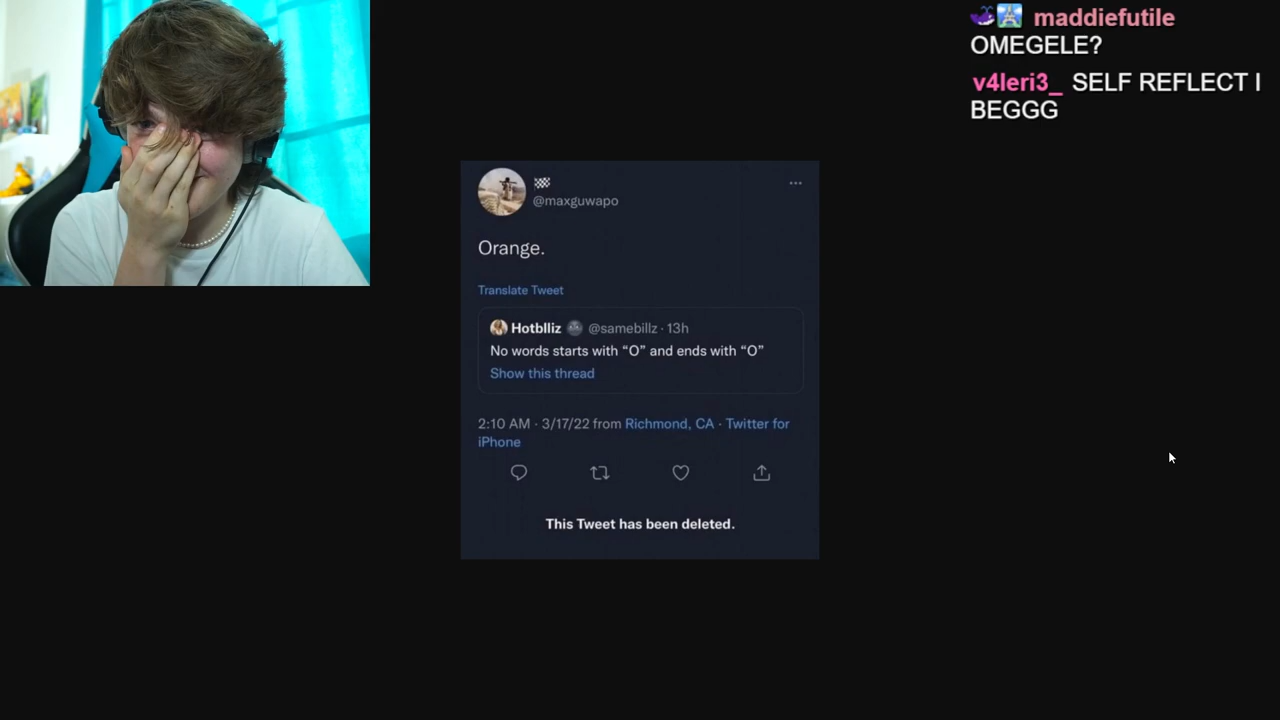 maddiefutile
OMEGELE?
v4leri3_ SELF REFLECT I
BEGGG
@maxguwapo
Orange.
Translate Tweet
Hotblliz @samebillz · 13h
No words starts with “O” and ends with “O”
Show this thread
2:10 AM · 3/17/22 from Richmond, CA · Twitter for
iPhone
This Tweet has been deleted.